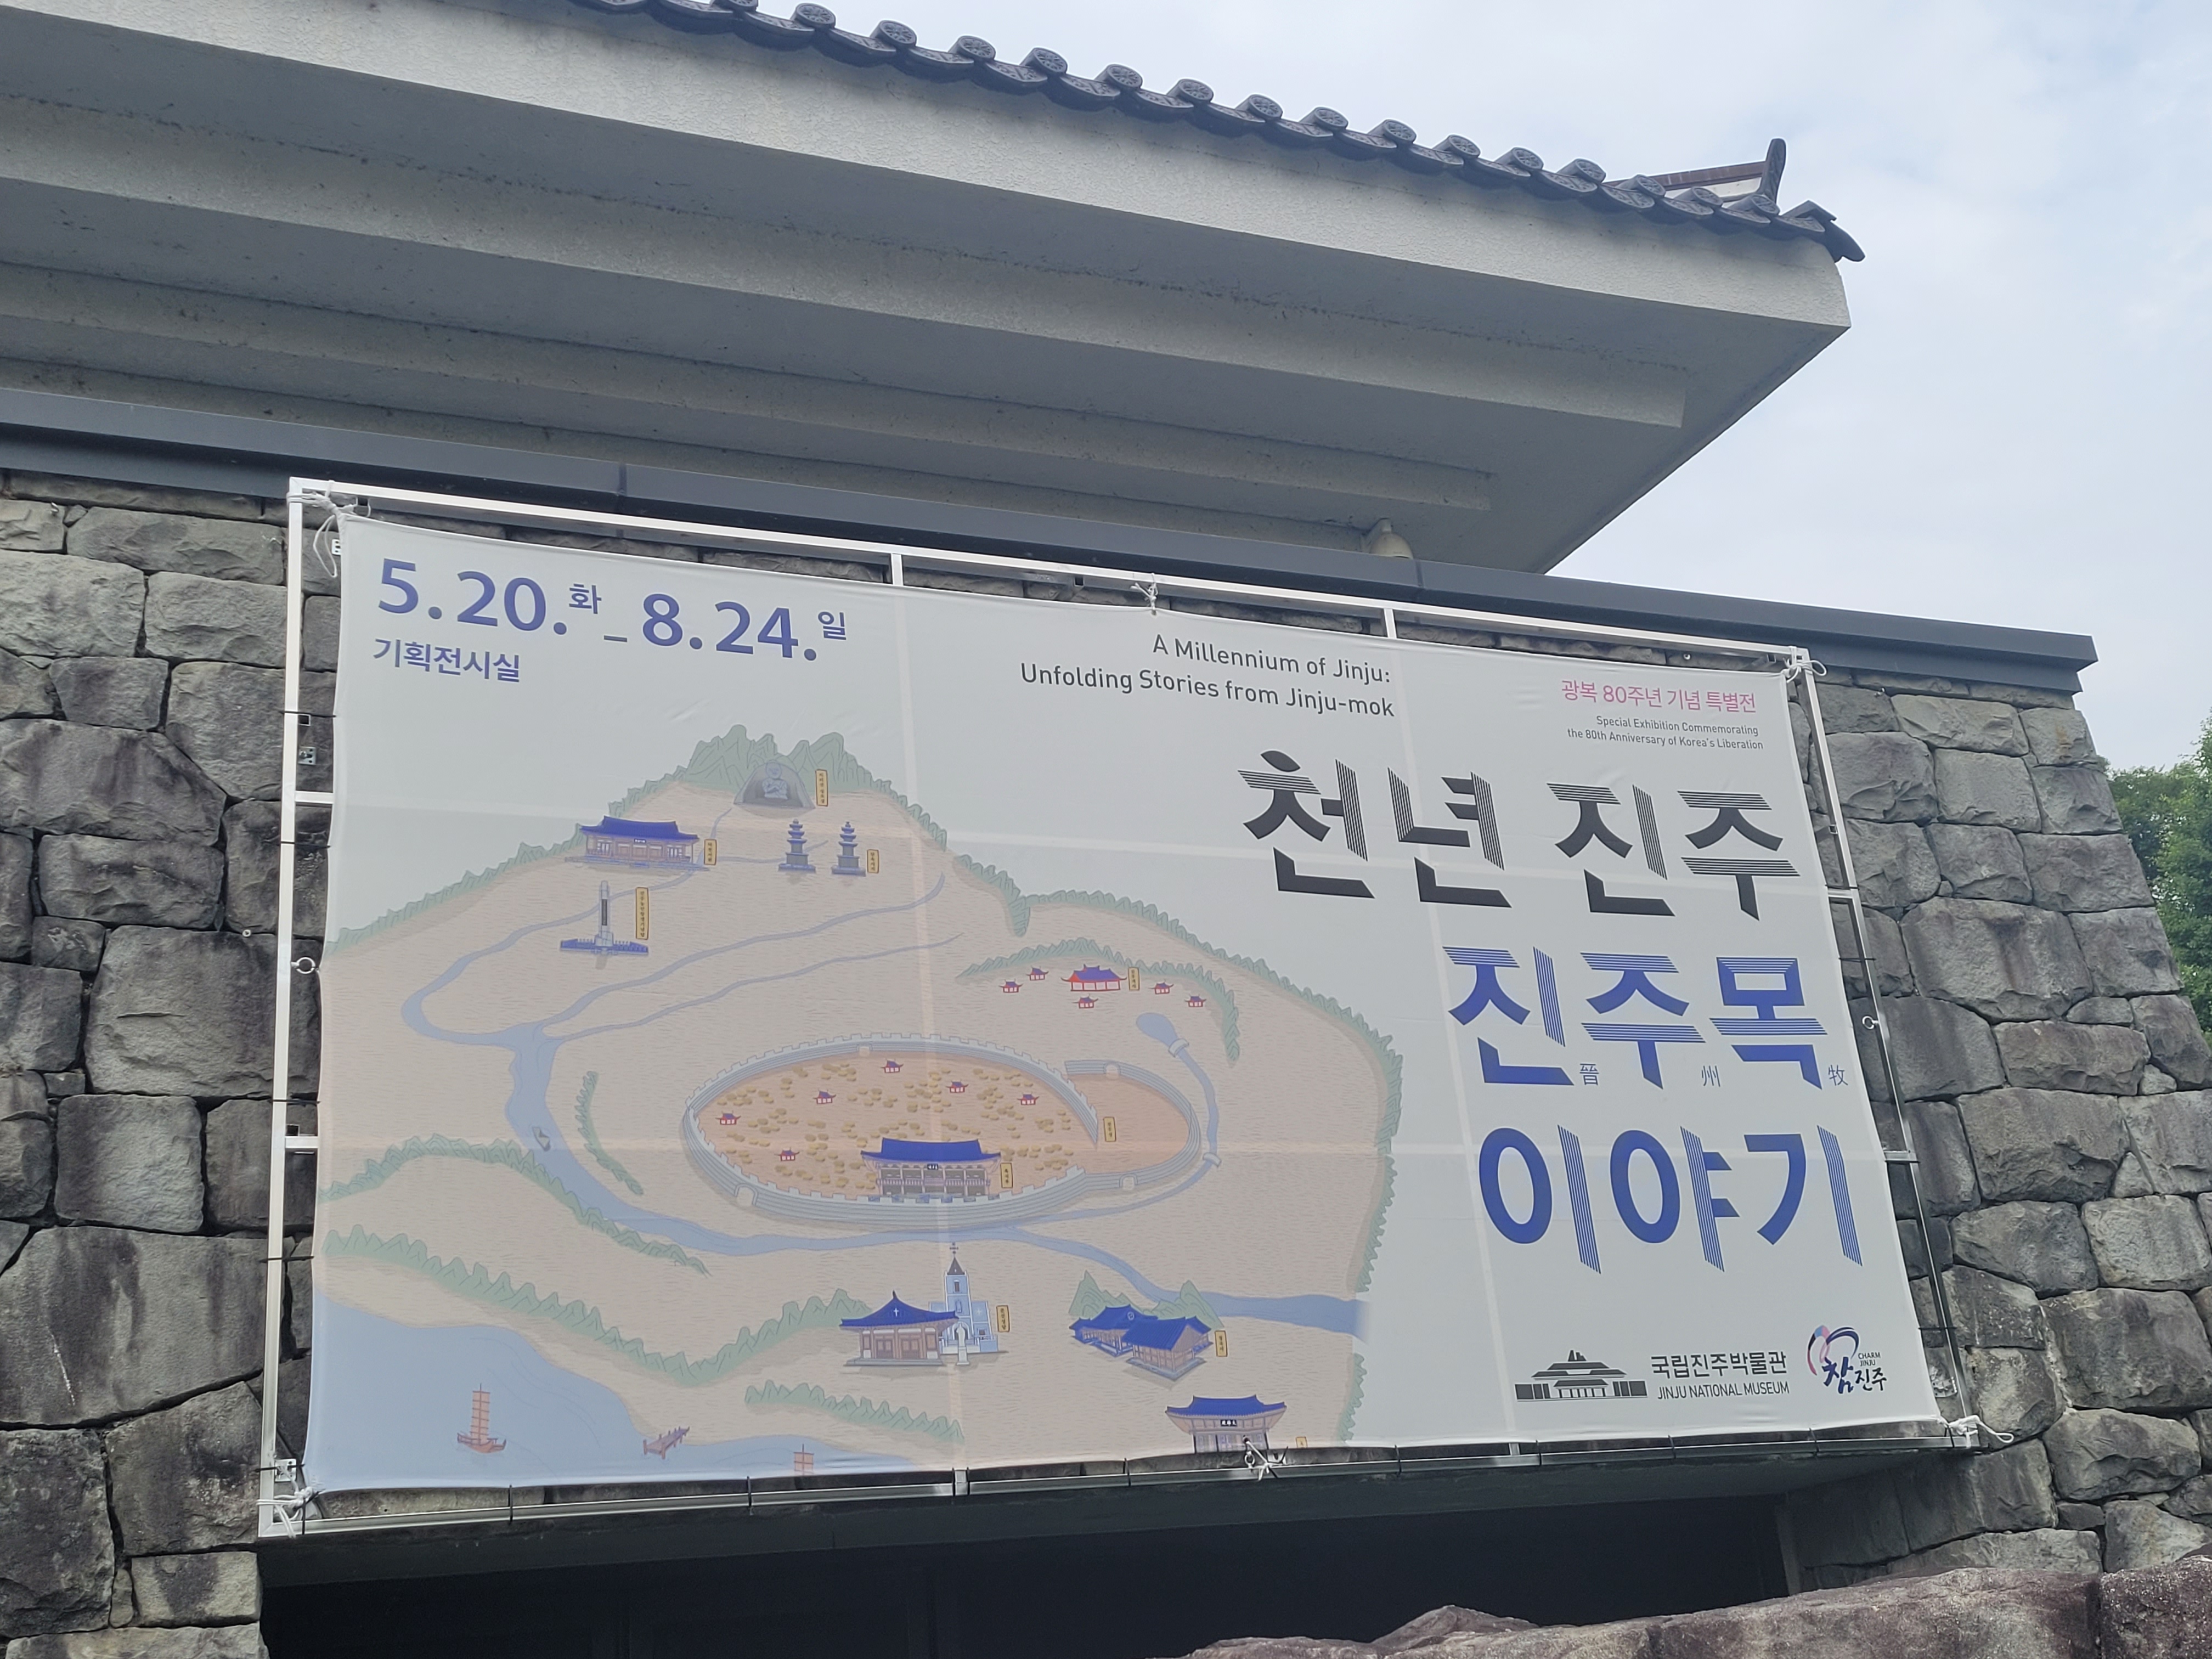 5.20.화_8.24.일
기획전시실
A Millennium of Jinju:
Unfolding Stories from Jinju-mok
광복 80주년 기념 특별전
Special Exhibition Commemorating
the 80th Anniversary of Korea's Liberation
천년 진주
진주목
晉州牧
이야기
국립진주박물관
JINJU NATIONAL MUSEUM
CHARM
JINJU
참진주